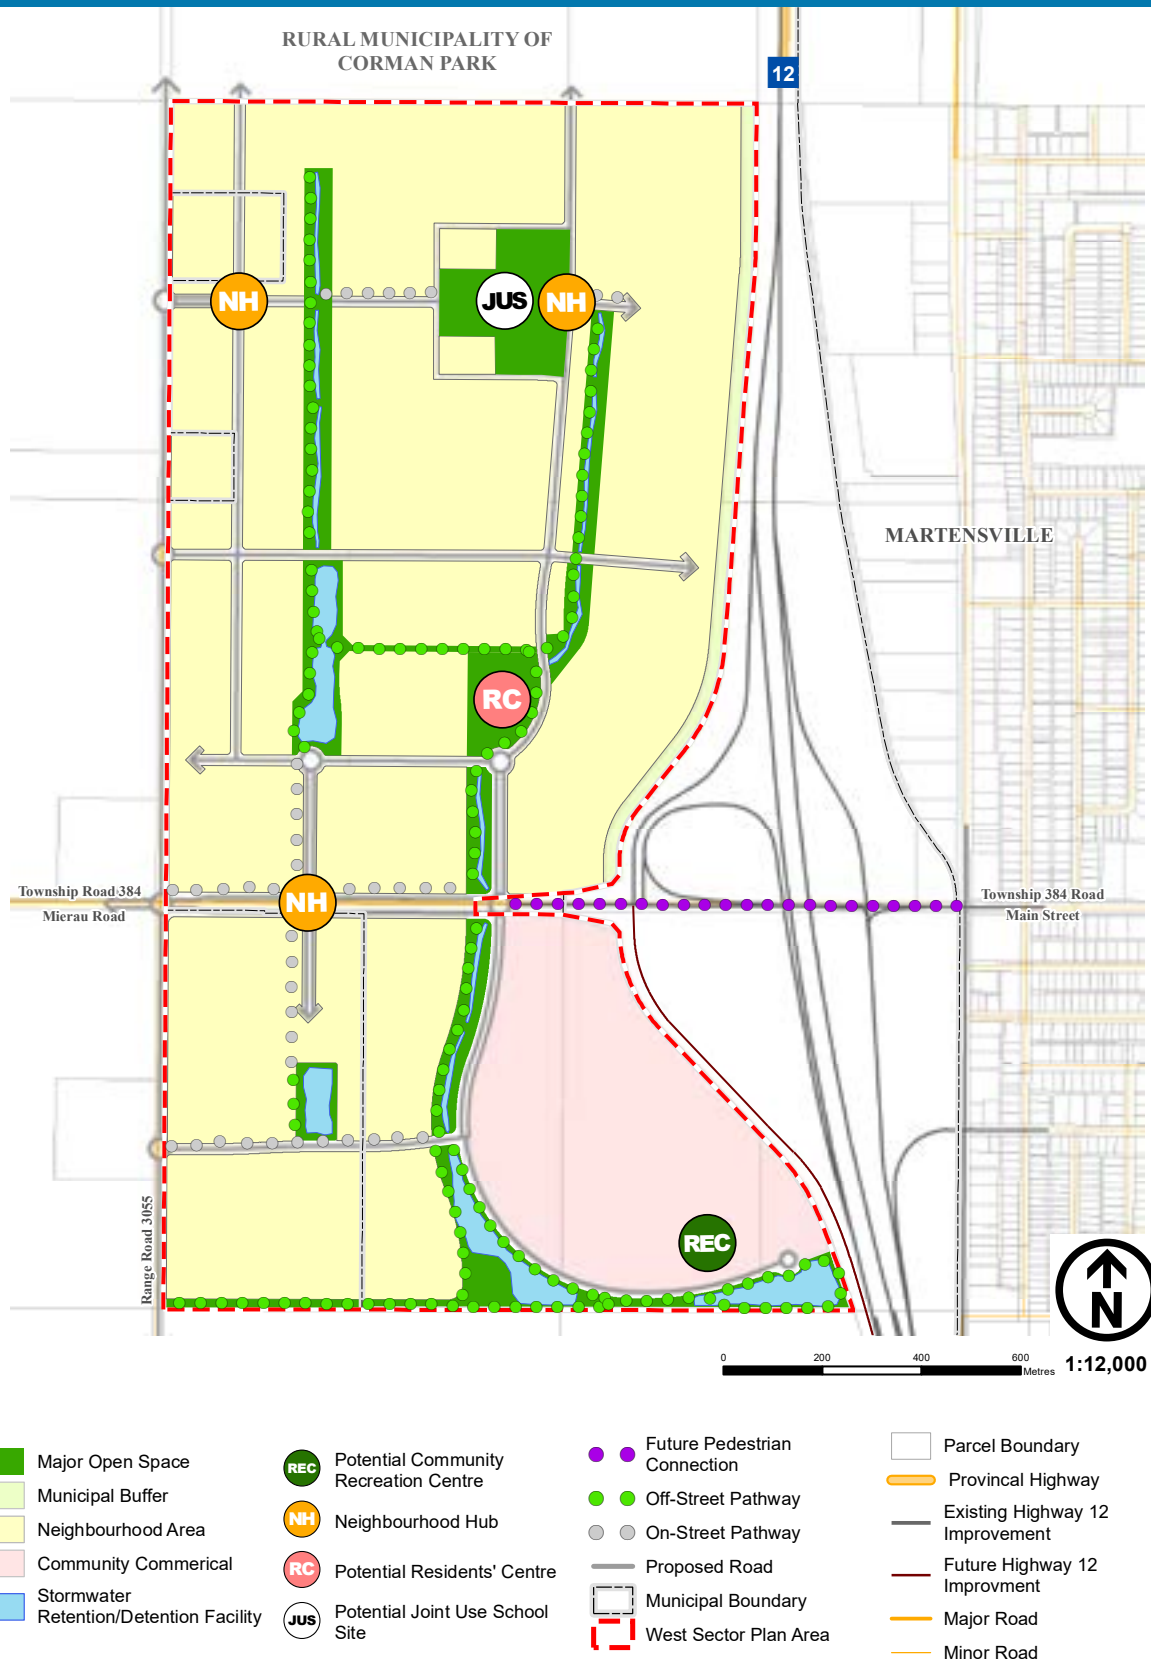 RURAL MUNICIPALITY OF
CORMAN PARK
12
NH
JUS
NH
MARTENSVILLE
RC
Township Road 384
Mierau Road
NH
Township 384 Road
Main Street
Range Road 3055
REC
N
0 200 400 600
Metres
1:12,000
Major Open Space
Municipal Buffer
Neighbourhood Area
Community Commerical
Stormwater
Retention/Detention Facility
REC
Potential Community
Recreation Centre
NH
Neighbourhood Hub
RC
Potential Residents' Centre
JUS
Potential Joint Use School
Site
Future Pedestrian
Connection
Off-Street Pathway
On-Street Pathway
Proposed Road
Municipal Boundary
West Sector Plan Area
Parcel Boundary
Provincal Highway
Existing Highway 12
Improvement
Future Highway 12
Improvment
Major Road
Minor Road